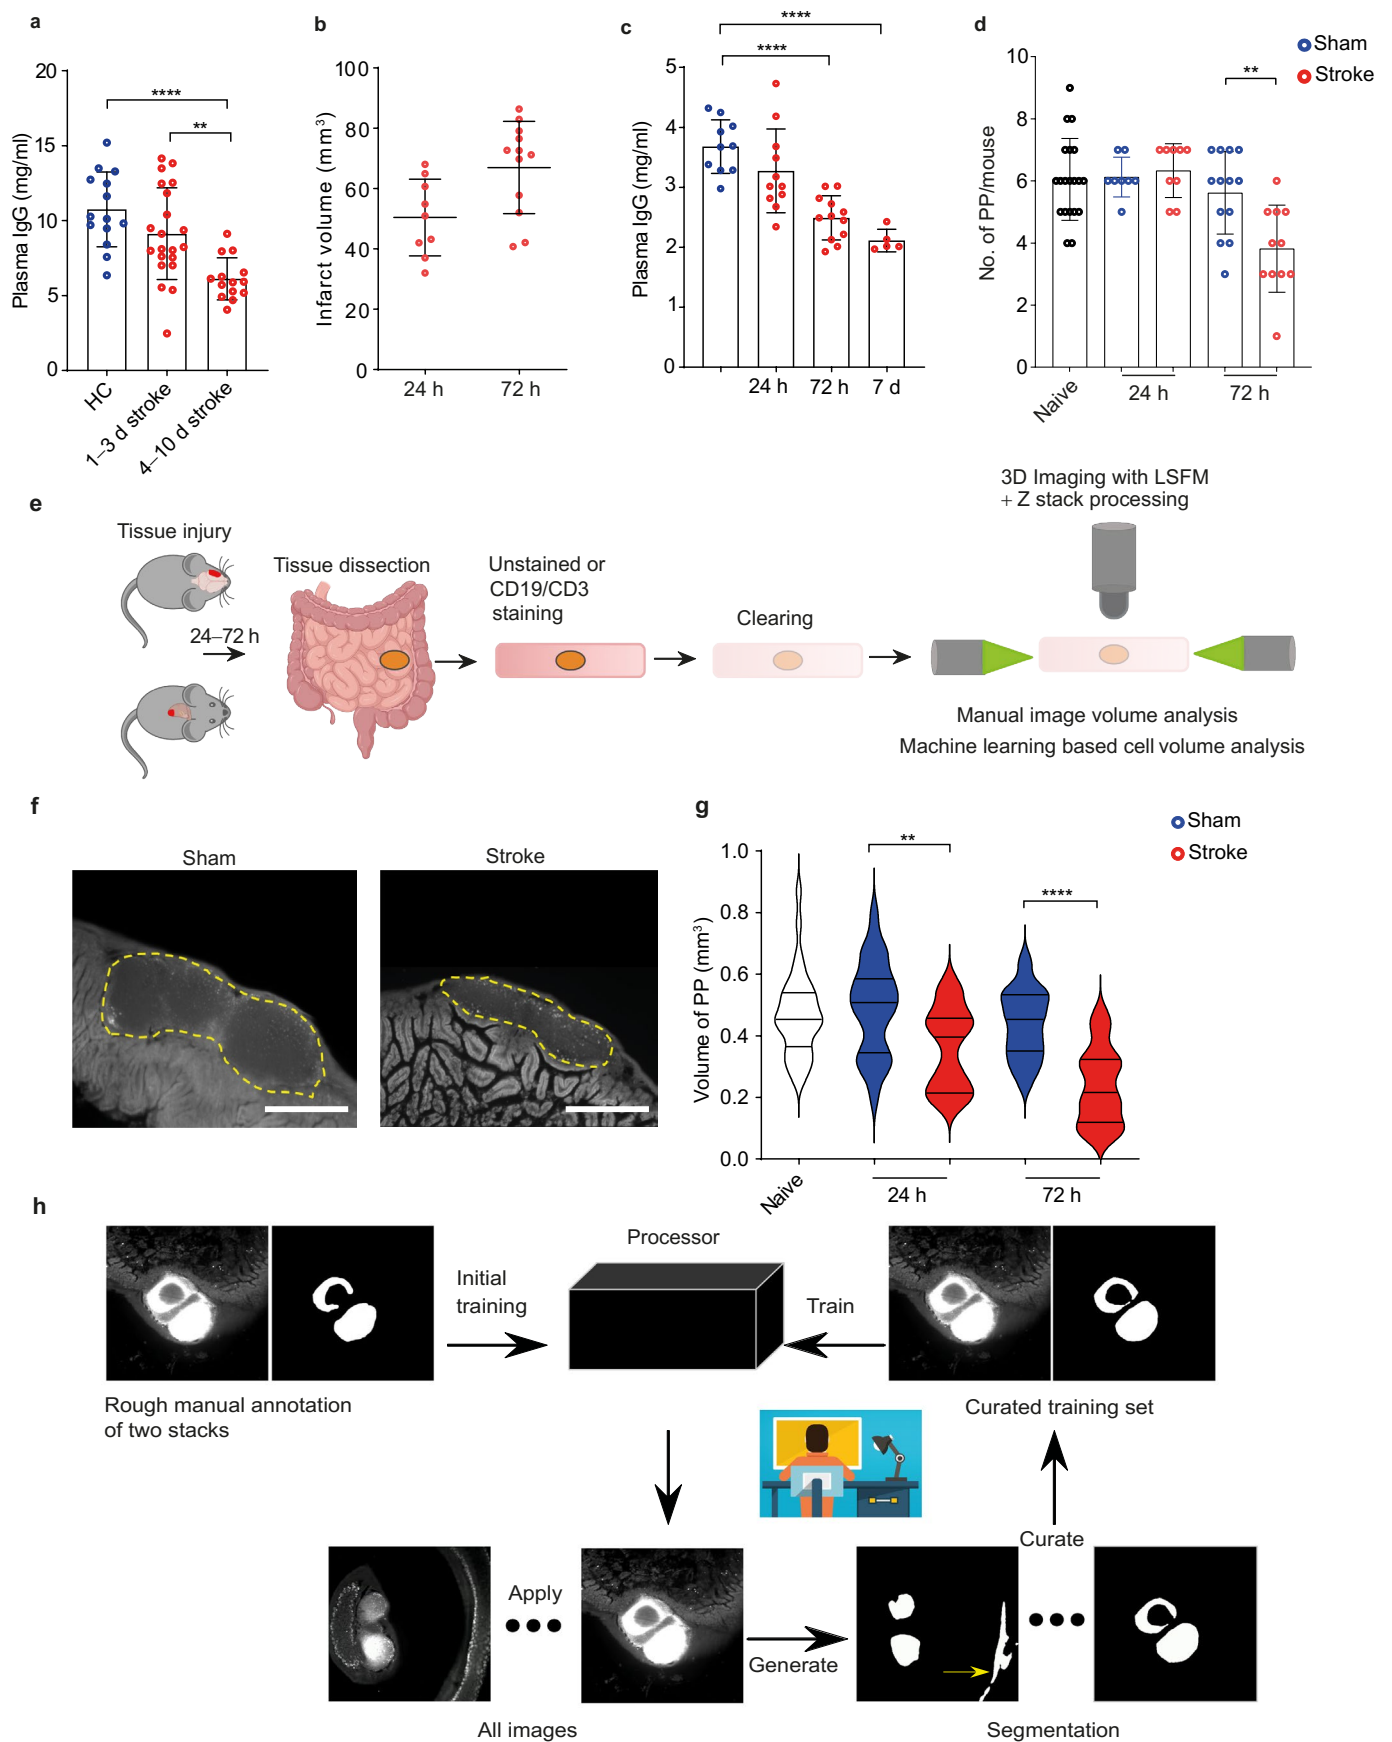 a
20
15
10
5
0
Plasma IgG (mg/ml)
****
**
HC
1–3 d stroke
4–10 d stroke
b
100
80
60
40
20
0
Infarct volume (mm³)
24 h
72 h
c
5
4
3
2
1
0
Plasma IgG (mg/ml)
****
****
24 h
72 h
7 d
d
10
8
6
4
2
0
No. of PP/mouse
Sham
Stroke
**
Naive
24 h
72 h
e
Tissue injury
24–72 h
Tissue dissection
Unstained or
CD19/CD3
staining
Clearing
3D Imaging with LSFM
+ Z stack processing
Manual image volume analysis
Machine learning based cell volume analysis
f
Sham
Stroke
g
1.0
0.8
0.6
0.4
0.2
0.0
Volume of PP (mm³)
Sham
Stroke
**
****
Naive
24 h
72 h
h
Rough manual annotation
of two stacks
Initial
training
Processor
Train
Curated training set
Apply
All images
Generate
Segmentation
Curate